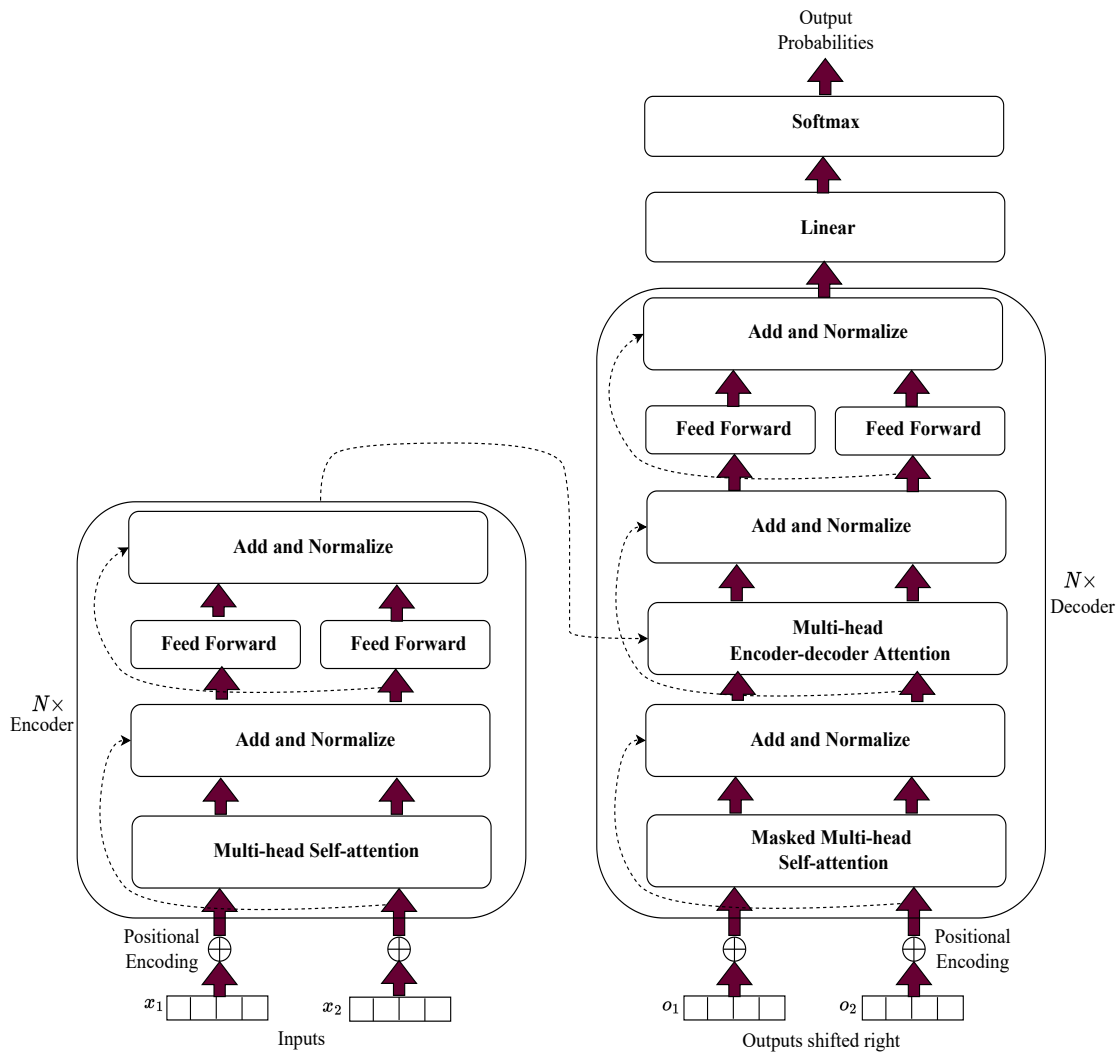 Output
Probabilities
Softmax
Linear
Add and Normalize
Feed Forward
Feed Forward
Add and Normalize
Multi-head
Encoder-decoder Attention
Add and Normalize
Masked Multi-head
Self-attention
N×
Decoder
Add and Normalize
Feed Forward
Feed Forward
Add and Normalize
Multi-head Self-attention
N×
Encoder
Positional
Encoding
x₁
x₂
Inputs
Positional
Encoding
o₁
o₂
Outputs shifted right